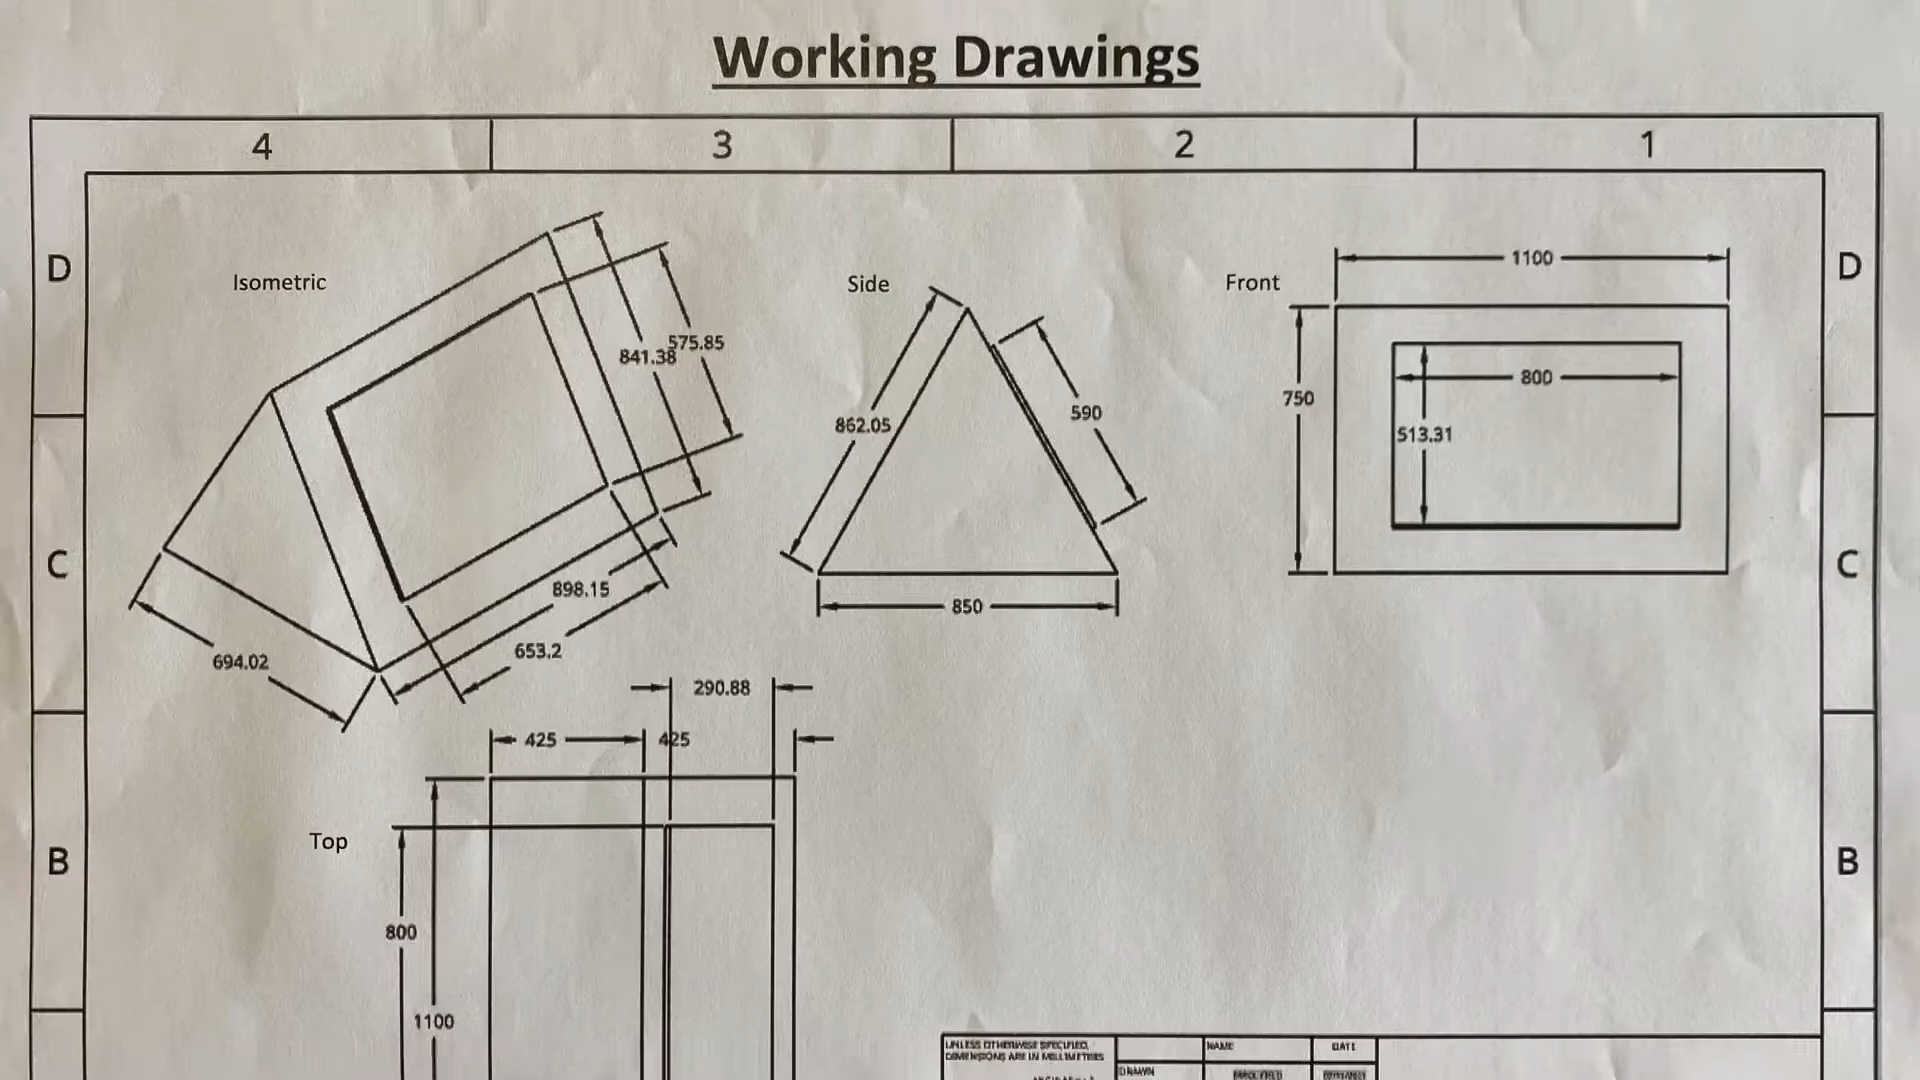 Working Drawings
4 3 2 1
D
D
Isometric
Side
Front
1100
575.85
841.38
590
800
750
862.05
513.31
C
C
898.15
850
653.2
694.02
290.88
425
425
Top
B
B
800
1100
UNLESS OTHERWISE SPECIFIED,
DIMENSIONS ARE IN MILLIMETERS
NAME
DATE
DRAWN